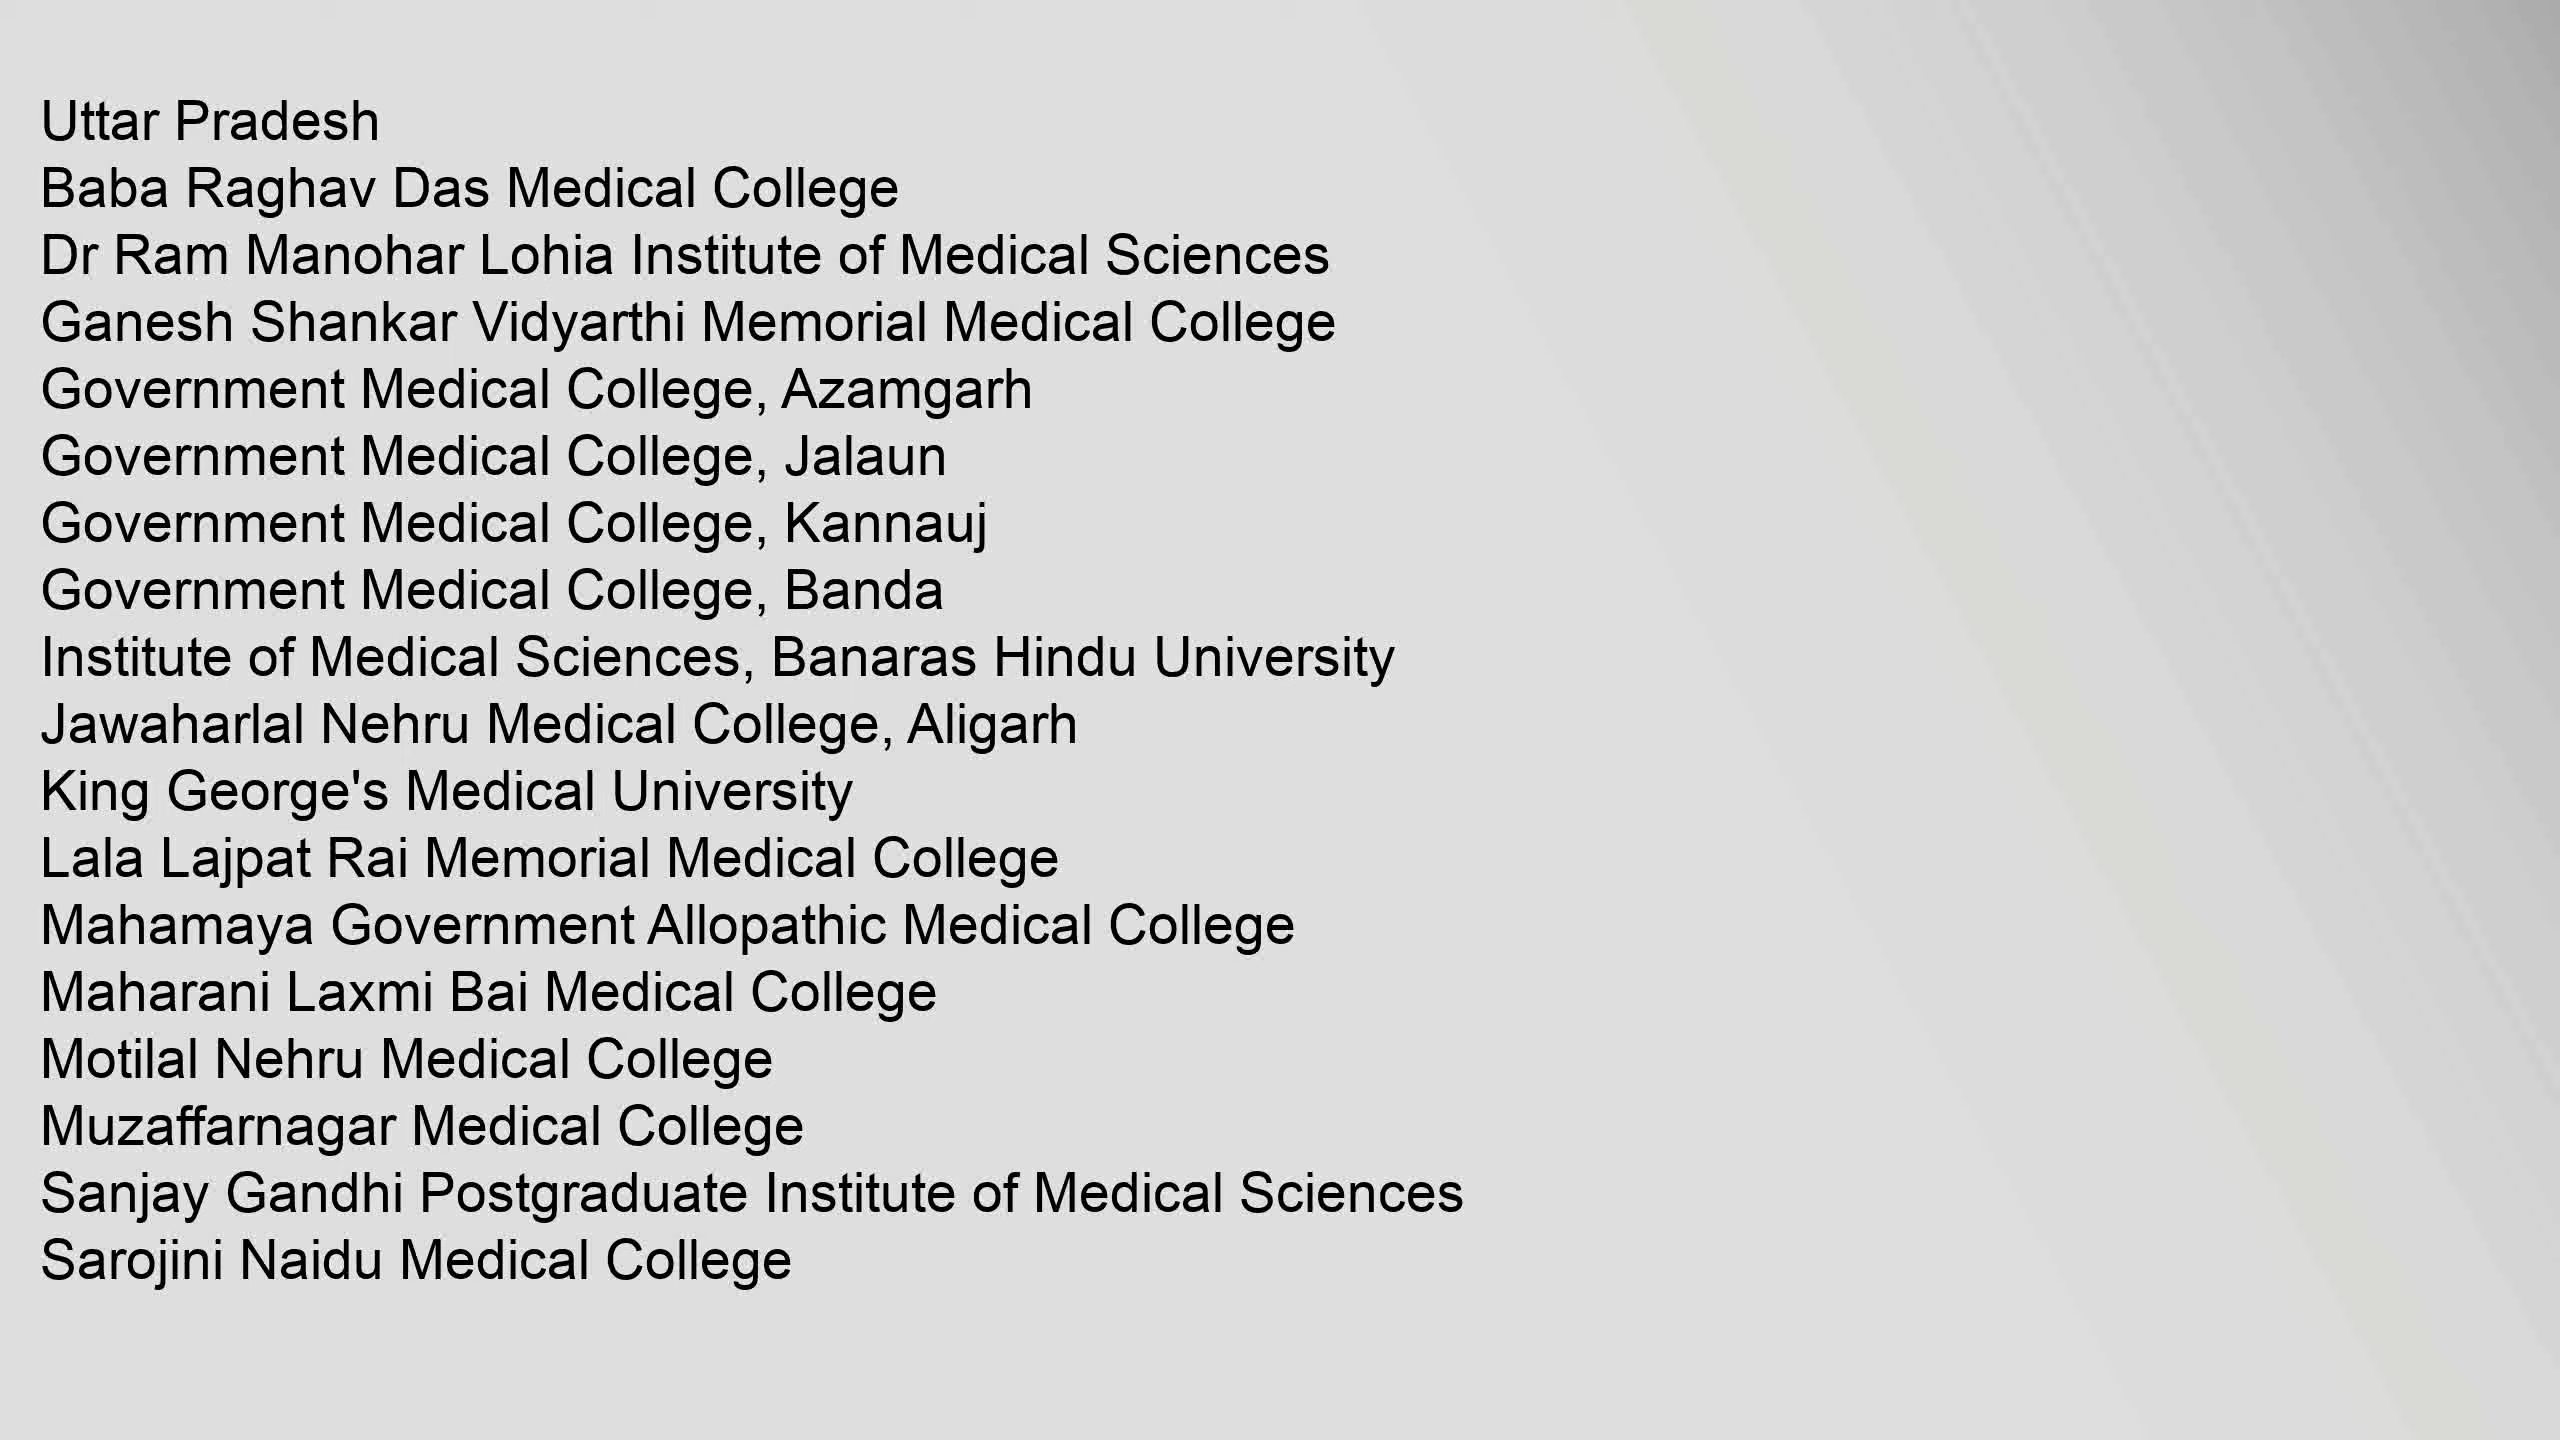 Uttar Pradesh
Baba Raghav Das Medical College
Dr Ram Manohar Lohia Institute of Medical Sciences
Ganesh Shankar Vidyarthi Memorial Medical College
Government Medical College, Azamgarh
Government Medical College, Jalaun
Government Medical College, Kannauj
Government Medical College, Banda
Institute of Medical Sciences, Banaras Hindu University
Jawaharlal Nehru Medical College, Aligarh
King George's Medical University
Lala Lajpat Rai Memorial Medical College
Mahamaya Government Allopathic Medical College
Maharani Laxmi Bai Medical College
Motilal Nehru Medical College
Muzaffarnagar Medical College
Sanjay Gandhi Postgraduate Institute of Medical Sciences
Sarojini Naidu Medical College